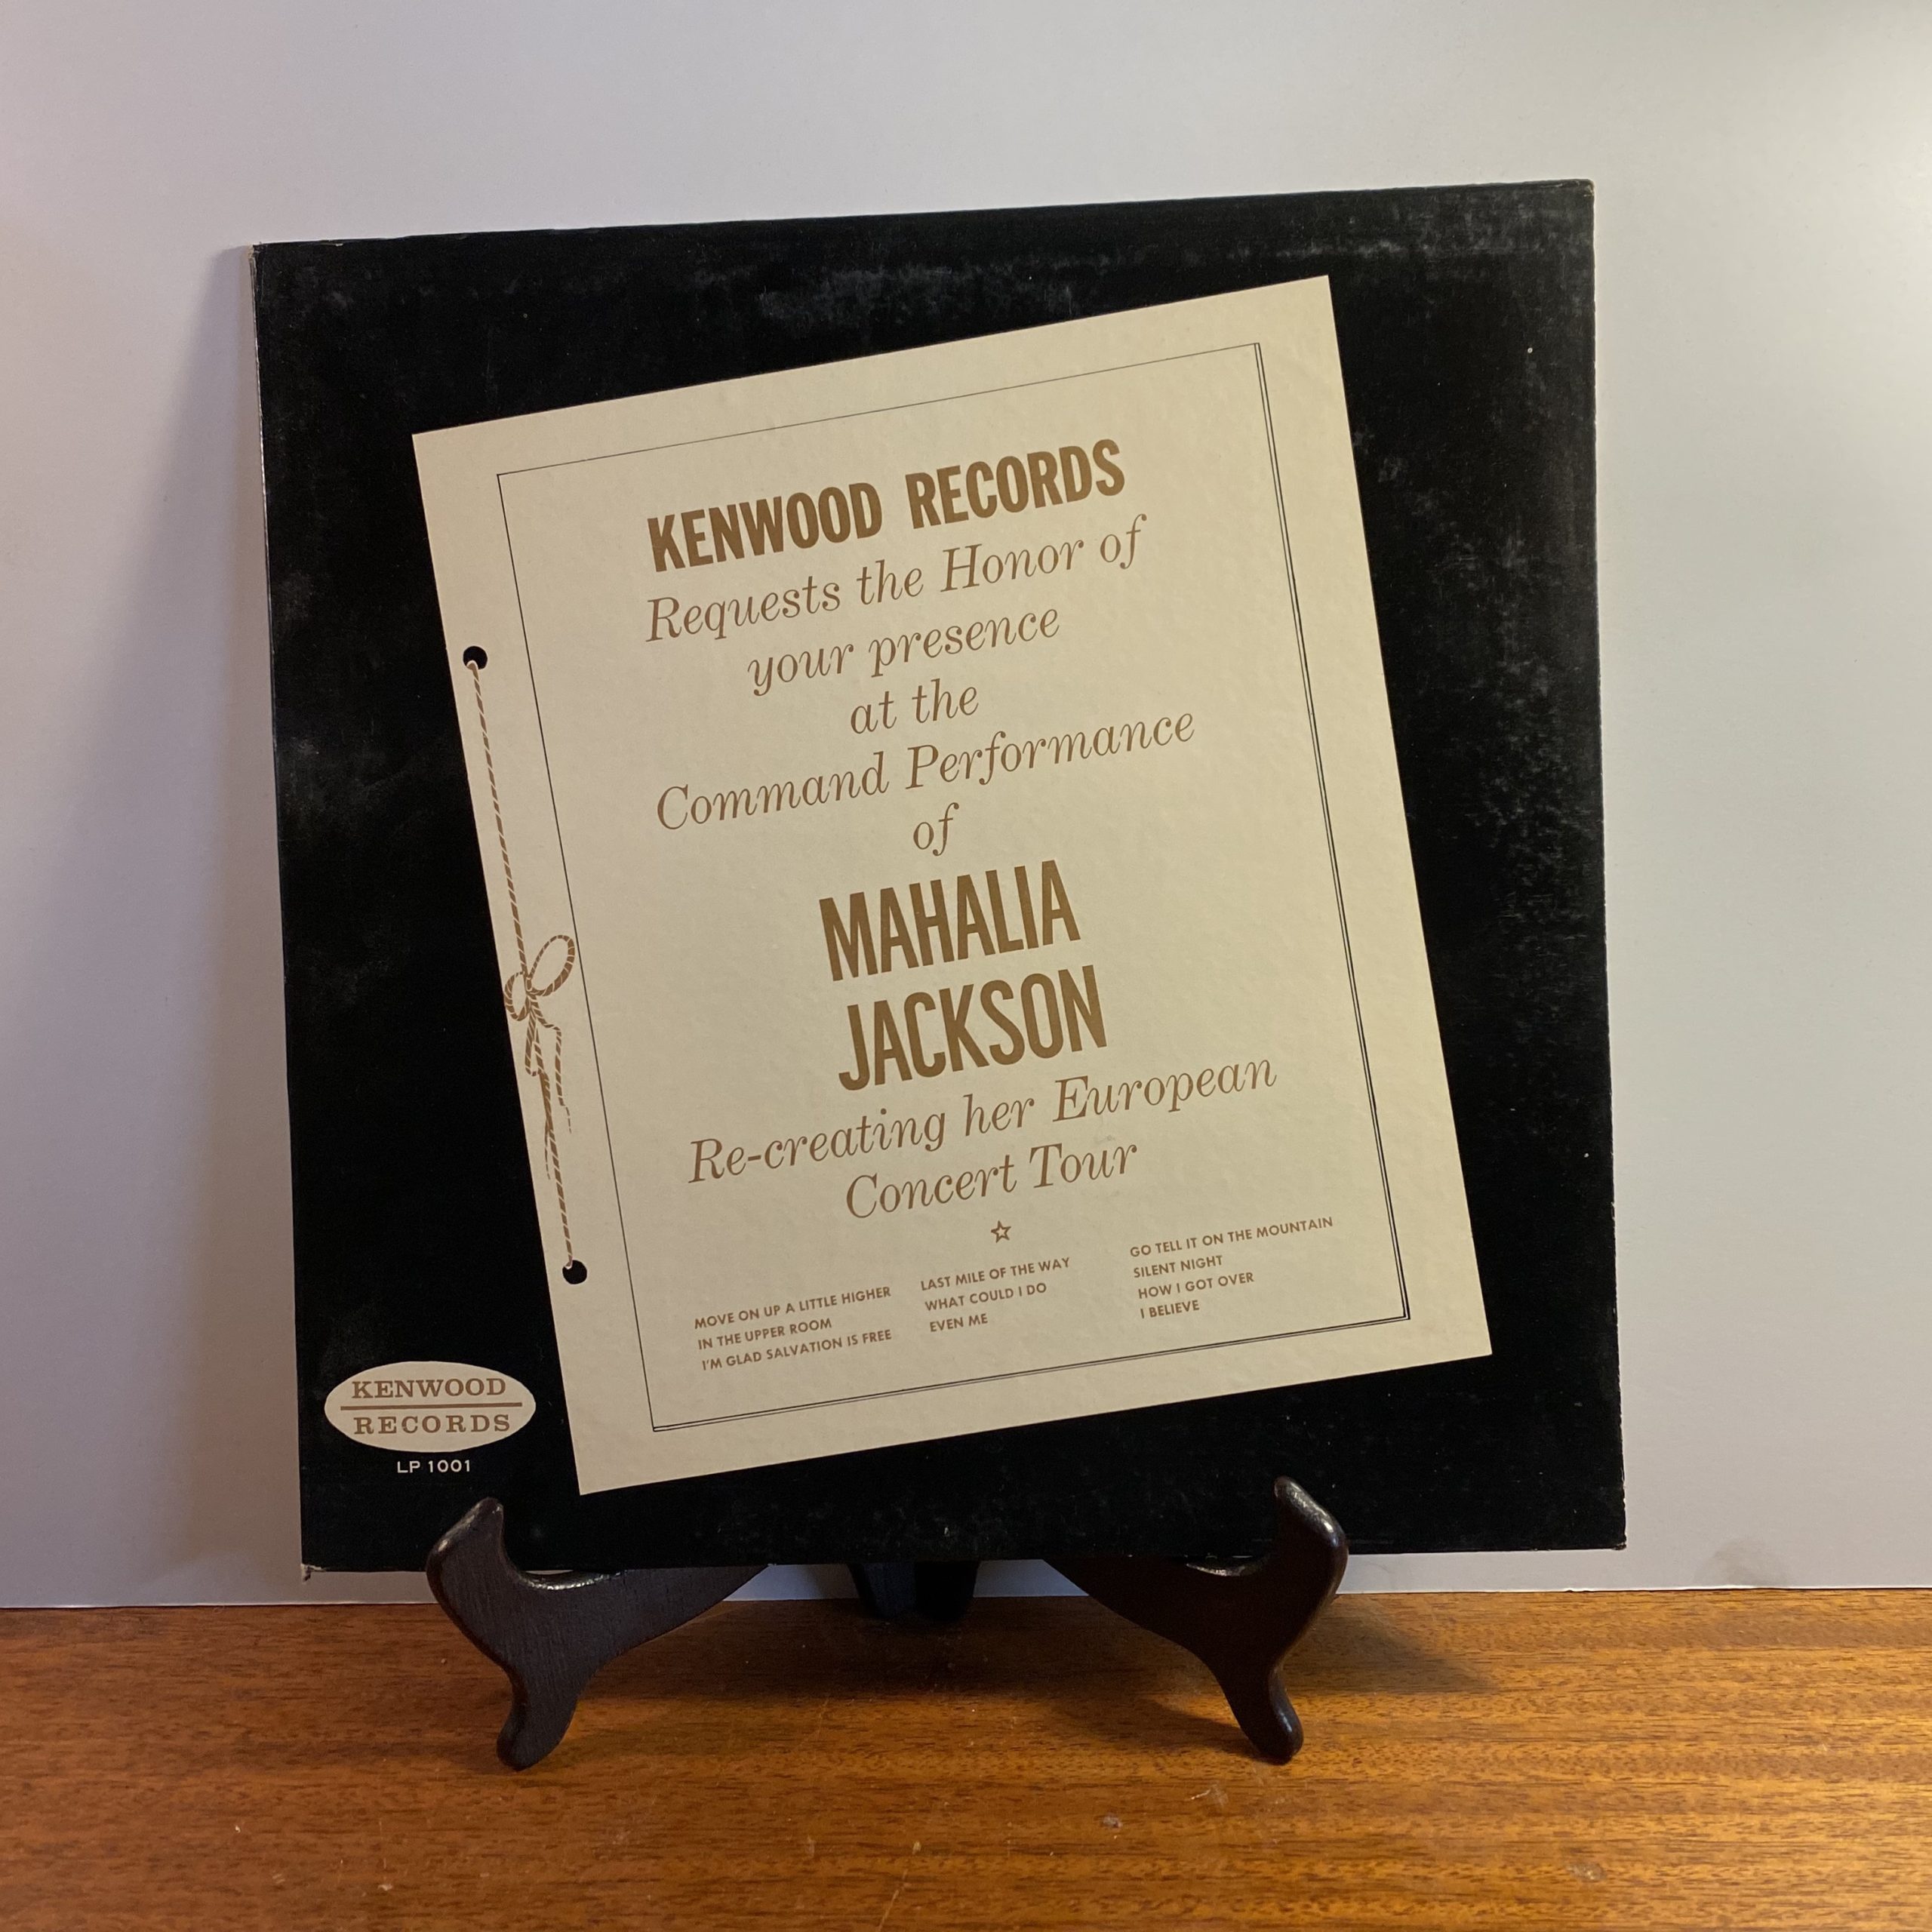 KENWOOD RECORDS
Requests the Honor of
your presence
at the
Command Performance
of
MAHALIA
JACKSON
Re-creating her European
Concert Tour
MOVE ON UP A LITTLE HIGHER
IN THE UPPER ROOM
I'M GLAD SALVATION IS FREE
LAST MILE OF THE WAY
WHAT COULD I DO
EVEN ME
GO TELL IT ON THE MOUNTAIN
SILENT NIGHT
HOW I GOT OVER
I BELIEVE
KENWOOD
RECORDS
LP 1001